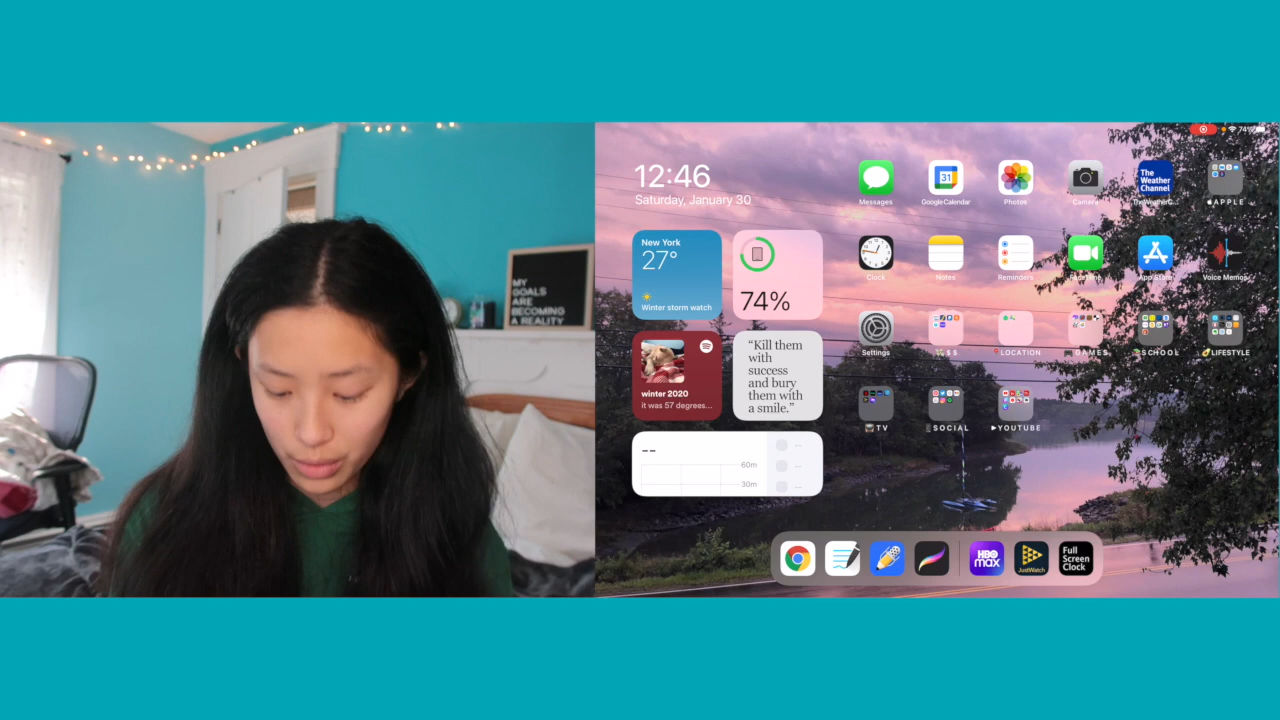 MY
GOALS
ARE
BECOMING
A REALITY
74%
12:46
Saturday, January 30
New York
27°
Winter storm watch
74%
winter 2020
it was 57 degrees...
“Kill them
with
success
and bury
them with
a smile.”
--
60m
30m
--
--
--
Messages
31
Google Calendar
Photos
Camera
The
Weather
Channel
APPLE
Clock
Notes
Reminders
FaceTime
App Store
Voice Memos
Settings
$$
LOCATION
GAMES
SCHOOL
LIFESTYLE
TV
SOCIAL
YOUTUBE
HBO
max
JustWatch
Full
Screen
Clock